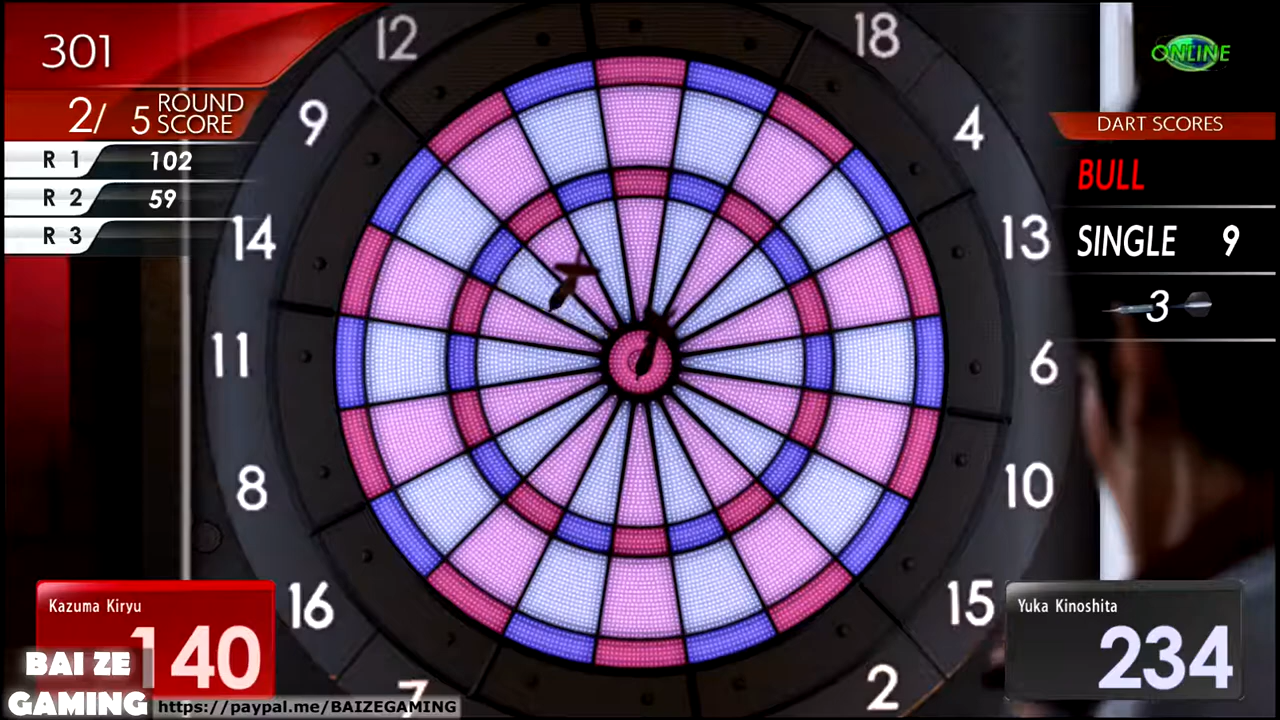 301
2/ 5 ROUND
SCORE
R 1 102
R 2 59
R 3
12
18
9
4
14
13
11
6
8
10
16
15
7
2
ONLINE
DART SCORES
BULL
SINGLE 9
3
Kazuma Kiryu
140
Yuka Kinoshita
234
BAI ZE
GAMING
https://paypal.me/BAIZEGAMING